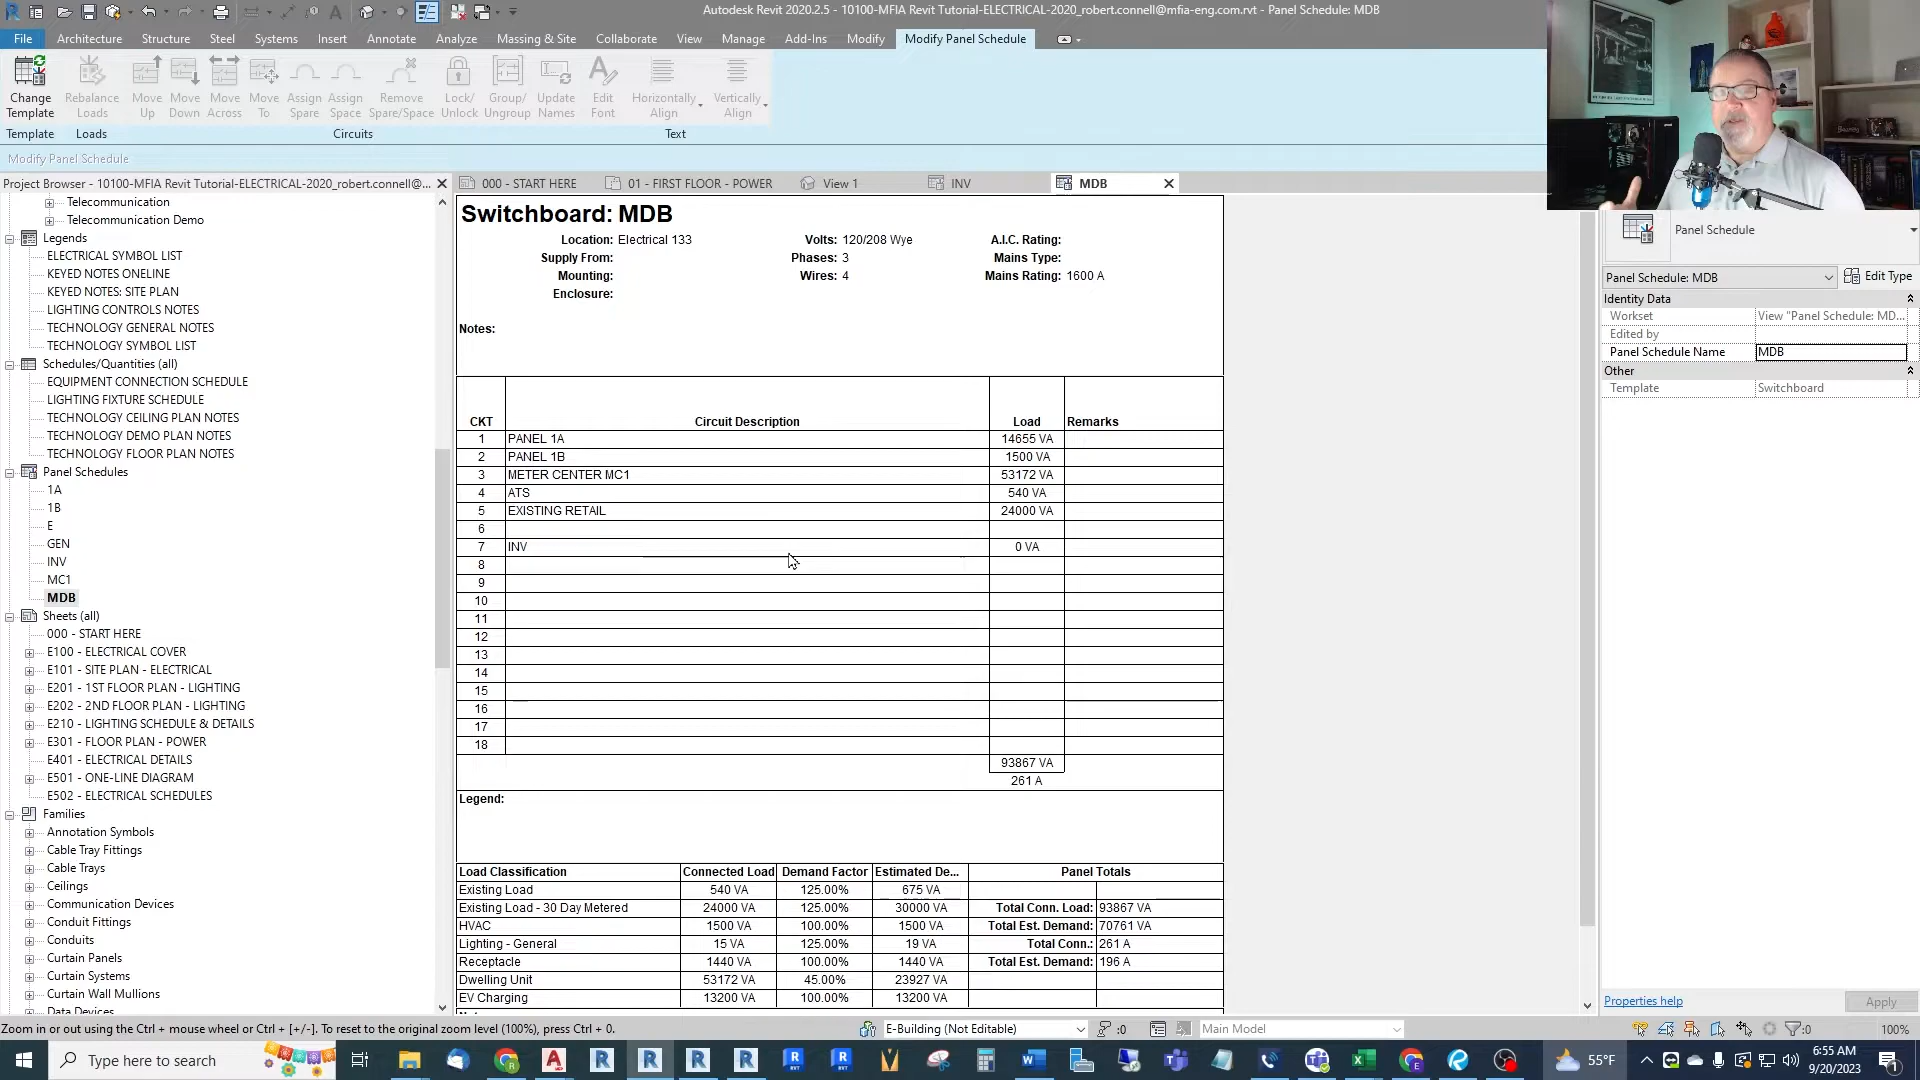 Autodesk Revit 2020.2.5 - 10100-MFIA Revit Tutorial-ELECTRICAL-2020_robert.connell@mfia-eng.com.rvt - Panel Schedule: MDB
File Architecture Structure Steel Systems Insert Annotate Analyze Massing & Site Collaborate View Manage Add-Ins Modify Modify Panel Schedule
Change Template
Rebalance Loads
Move Up
Move Down
Move Across
Move To
Assign Spare
Assign Space
Remove Spare/Space
Lock/ Unlock
Group/ Ungroup
Update Names
Edit Font
Horizontally Align
Vertically Align
Template Loads Circuits Text
Modify Panel Schedule
Project Browser - 10100-MFIA Revit Tutorial-ELECTRICAL-2020_robert.connell@...
000 - START HERE 01 - FIRST FLOOR - POWER View 1 INV MDB
Telecommunication
Telecommunication Demo
Legends
ELECTRICAL SYMBOL LIST
KEYED NOTES ONELINE
KEYED NOTES: SITE PLAN
LIGHTING CONTROLS NOTES
TECHNOLOGY GENERAL NOTES
TECHNOLOGY SYMBOL LIST
Schedules/Quantities (all)
EQUIPMENT CONNECTION SCHEDULE
LIGHTING FIXTURE SCHEDULE
TECHNOLOGY CEILING PLAN NOTES
TECHNOLOGY DEMO PLAN NOTES
TECHNOLOGY FLOOR PLAN NOTES
Panel Schedules
1A
1B
E
GEN
INV
MC1
MDB
Sheets (all)
000 - START HERE
E100 - ELECTRICAL COVER
E101 - SITE PLAN - ELECTRICAL
E201 - 1ST FLOOR PLAN - LIGHTING
E202 - 2ND FLOOR PLAN - LIGHTING
E210 - LIGHTING SCHEDULE & DETAILS
E301 - FLOOR PLAN - POWER
E401 - ELECTRICAL DETAILS
E501 - ONE-LINE DIAGRAM
E502 - ELECTRICAL SCHEDULES
Families
Annotation Symbols
Cable Tray Fittings
Cable Trays
Ceilings
Communication Devices
Conduit Fittings
Conduits
Curtain Panels
Curtain Systems
Curtain Wall Mullions
Data Devices
Switchboard: MDB
Location: Electrical 133 Volts: 120/208 Wye A.I.C. Rating:
Supply From: Phases: 3 Mains Type:
Mounting: Wires: 4 Mains Rating: 1600 A
Enclosure:
Notes:
CKT Circuit Description Load Remarks
1 PANEL 1A 14655 VA
2 PANEL 1B 1500 VA
3 METER CENTER MC1 53172 VA
4 ATS 540 VA
5 EXISTING RETAIL 24000 VA
6
7 INV 0 VA
8
9
10
11
12
13
14
15
16
17
18
93867 VA
261 A
Legend:
Load Classification Connected Load Demand Factor Estimated De... Panel Totals
Existing Load 540 VA 125.00% 675 VA
Existing Load - 30 Day Metered 24000 VA 125.00% 30000 VA Total Conn. Load: 93867 VA
HVAC 1500 VA 100.00% 1500 VA Total Est. Demand: 70761 VA
Lighting - General 15 VA 125.00% 19 VA Total Conn.: 261 A
Receptacle 1440 VA 100.00% 1440 VA Total Est. Demand: 196 A
Dwelling Unit 53172 VA 45.00% 23927 VA
EV Charging 13200 VA 100.00% 13200 VA
Panel Schedule
Panel Schedule: MDB Edit Type
Identity Data
Workset View "Panel Schedule: MD...
Edited by
Panel Schedule Name MDB
Other
Template Switchboard
Properties help Apply
Zoom in or out using the Ctrl + mouse wheel or Ctrl + [+/-]. To reset to the original zoom level (100%), press Ctrl + 0.
E-Building (Not Editable) :0 Main Model :0 100%
Type here to search
55°F
6:55 AM
9/20/2023